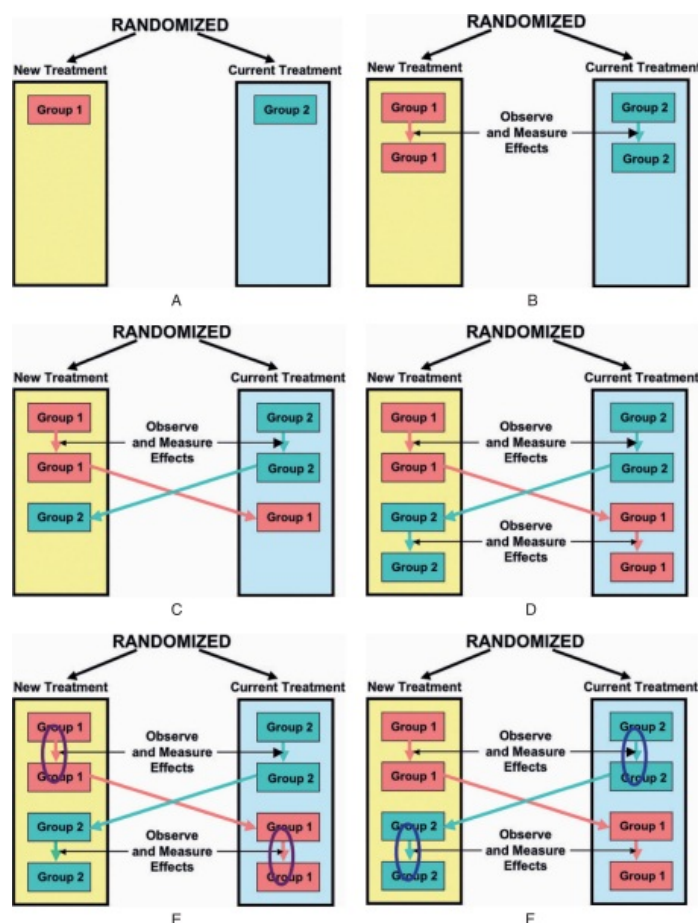 RANDOMIZED
New Treatment
Current Treatment
Group 1
Group 2
A
RANDOMIZED
New Treatment
Current Treatment
Group 1
Group 2
Observe
and Measure
Effects
Group 1
Group 2
B
RANDOMIZED
New Treatment
Current Treatment
Group 1
Group 2
Observe
and Measure
Effects
Group 1
Group 2
Group 2
Group 1
C
RANDOMIZED
New Treatment
Current Treatment
Group 1
Group 2
Observe
and Measure
Effects
Group 1
Group 2
Group 2
Group 1
Observe
and Measure
Effects
Group 2
Group 1
D
RANDOMIZED
New Treatment
Current Treatment
Group 1
Group 2
Observe
and Measure
Effects
Group 1
Group 2
Group 2
Group 1
Observe
and Measure
Effects
Group 2
Group 1
E
RANDOMIZED
New Treatment
Current Treatment
Group 1
Group 2
Observe
and Measure
Effects
Group 1
Group 2
Group 2
Group 1
Observe
and Measure
Effects
Group 2
Group 1
F